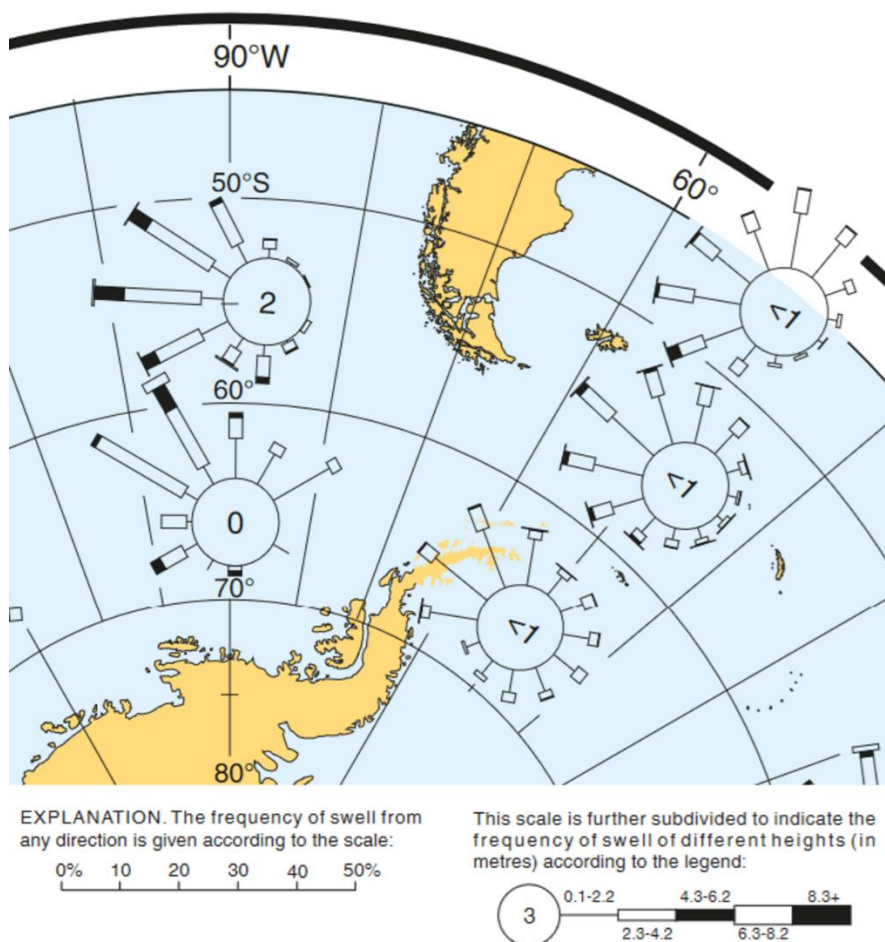 90°W
50°S
60°
2
<1
60°
<1
0
<1
70°
80°
EXPLANATION. The frequency of swell from
any direction is given according to the scale:
0% 10 20 30 40 50%
This scale is further subdivided to indicate the
frequency of swell of different heights (in
metres) according to the legend:
0.1-2.2 4.3-6.2 8.3+
3
2.3-4.2 6.3-8.2